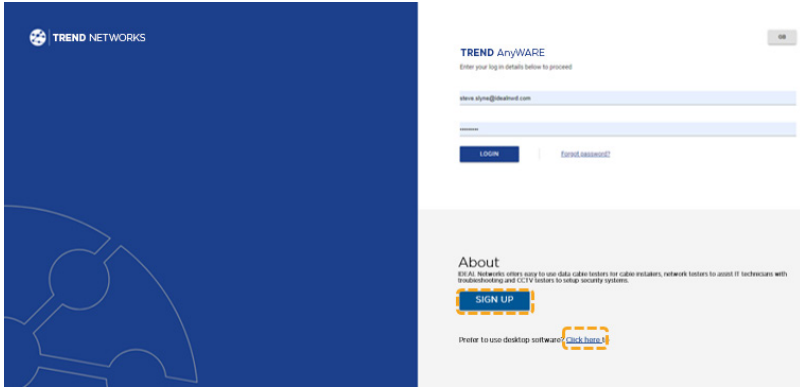 TREND NETWORKS
GB
TREND AnyWARE
Enter your log in details below to proceed
steve.slyne@idealnwd.com
LOGIN
Forgot password?
About
IDEAL Networks offers easy to use data cable testers for cable installers, network testers to assist IT technicians with
troubleshooting and CCTV testers to setup security systems.
SIGN UP
Prefer to use desktop software? Click here